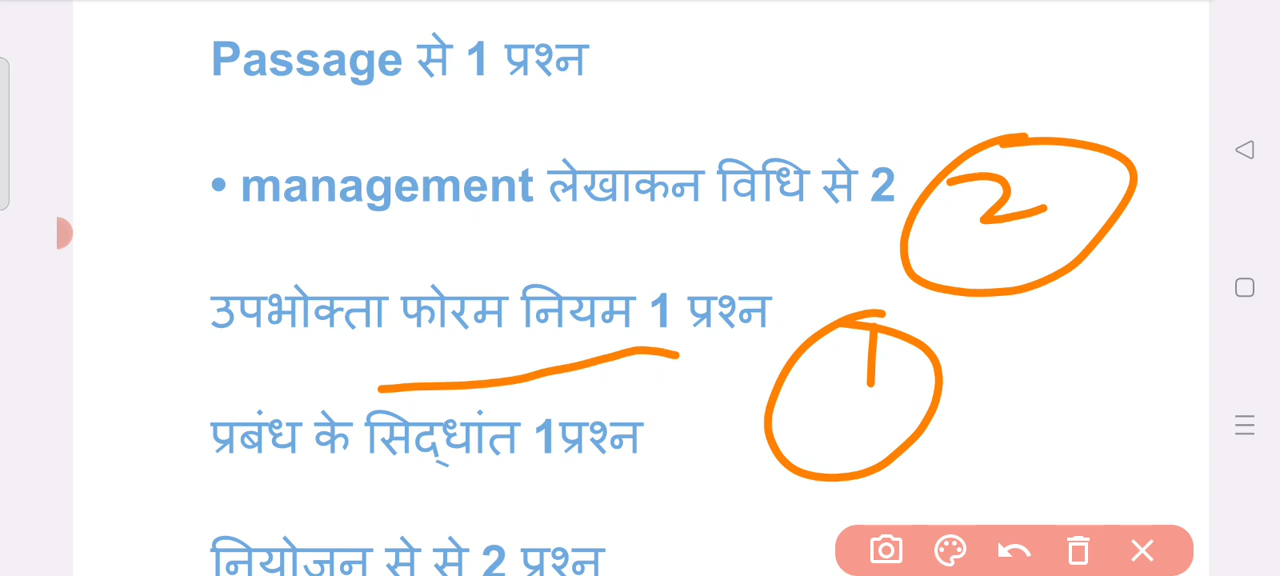 Passage से 1 प्रश्न
• management लेखाकन विधि से 2
2
उपभोक्ता फोरम नियम 1 प्रश्न
1
प्रबंध के सिद्धांत 1प्रश्न
नियोजन से से 2 प्रश्न